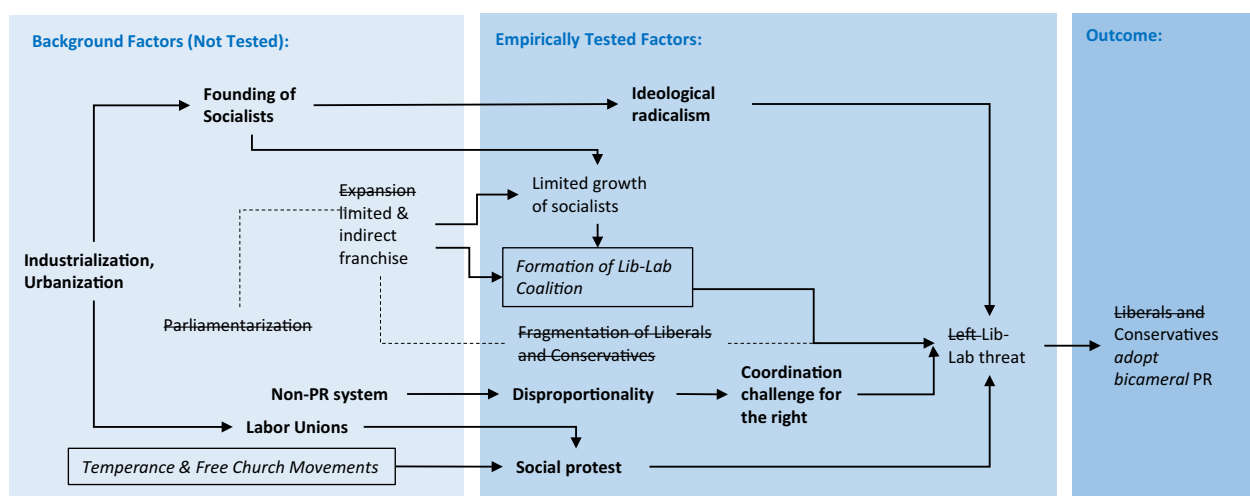 Background Factors (Not Tested):
Empirically Tested Factors:
Outcome:
Founding of
Socialists
Ideological
radicalism
Expansion
limited &
indirect
franchise
Limited growth
of socialists
Industrialization,
Urbanization
Formation of Lib-Lab
Coalition
Parliamentarization
Fragmentation of Liberals
and Conservatives
Left Lib-
Lab threat
Liberals and
Conservatives
adopt
bicameral PR
Non-PR system
Disproportionality
Coordination
challenge for
the right
Labor Unions
Temperance & Free Church Movements
Social protest